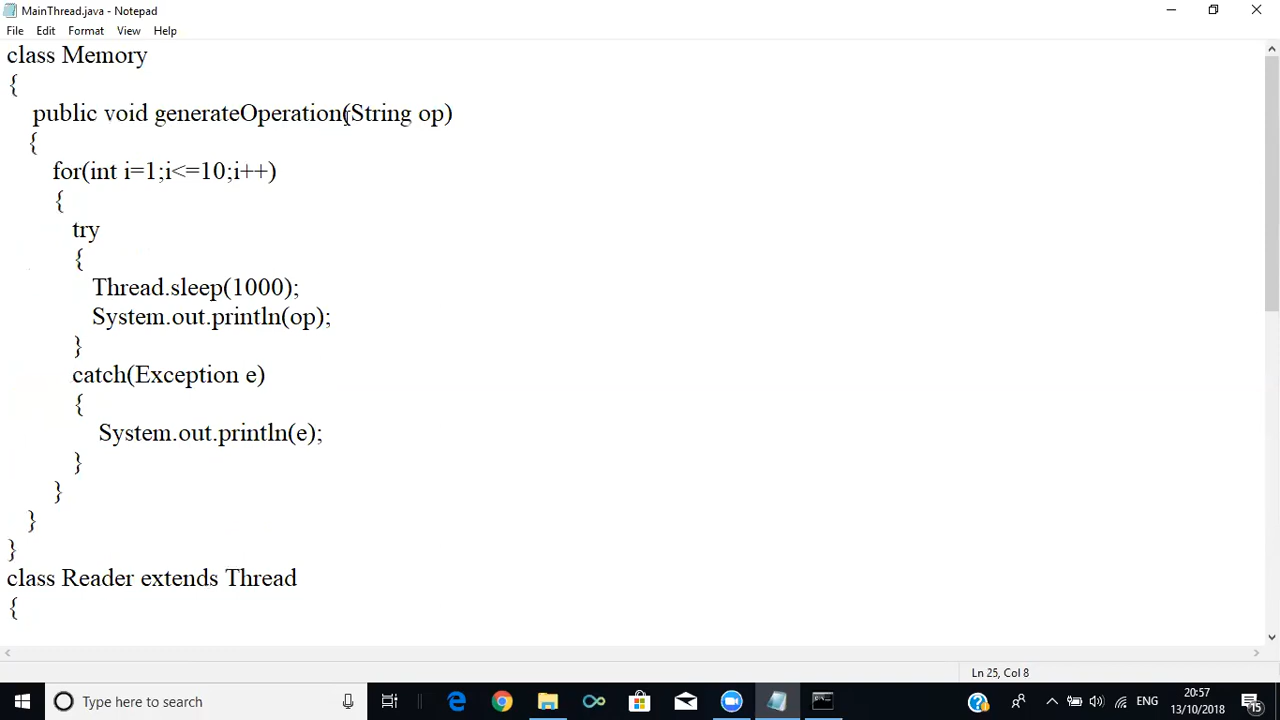 MainThread.java - Notepad
File Edit Format View Help
class Memory
{
public void generateOperation(String op)
{
for(int i=1;i<=10;i++)
{
try
{
Thread.sleep(1000);
System.out.println(op);
}
catch(Exception e)
{
System.out.println(e);
}
}
}
}
class Reader extends Thread
{
Ln 25, Col 8
Type here to search
ENG
20:57
13/10/2018
15